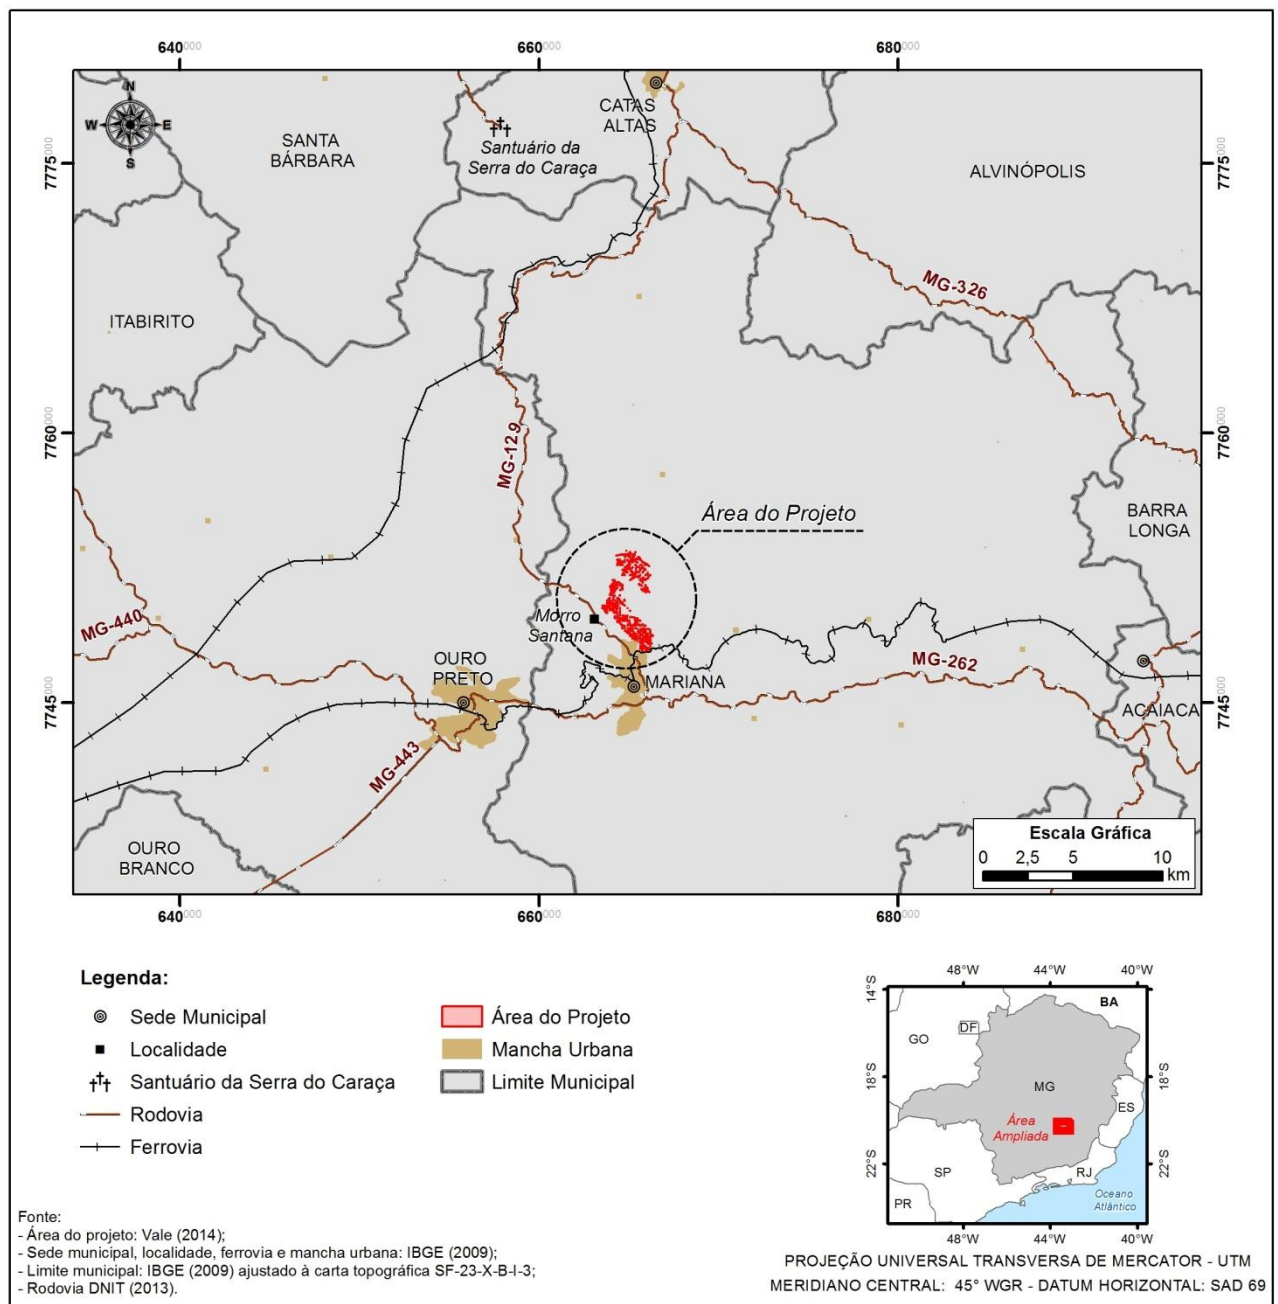 640000
660000
680000
N
W
E
S
7775000
7775000
7760000
7760000
7745000
7745000
CATAS
ALTAS
SANTA
BÁRBARA
Santuário da
Serra do Caraça
ALVINÓPOLIS
MG-326
ITABIRITO
MG-129
Área do Projeto
BARRA
LONGA
MG-440
Morro
Santana
OURO
PRETO
MG-262
MARIANA
ACAIACA
MG-443
OURO
BRANCO
Escala Gráfica
0 2,5 5 10
km
640000
660000
680000
Legenda:
Sede Municipal
Localidade
Santuário da Serra do Caraça
Rodovia
Ferrovia
Área do Projeto
Mancha Urbana
Limite Municipal
48°W 44°W 40°W
14°S
18°S
22°S
18°S
22°S
BA
DF
GO
MG
ES
Área
Ampliada
SP
RJ
PR
Oceano
Atlântico
48°W 44°W 40°W
Fonte:
- Área do projeto: Vale (2014);
- Sede municipal, localidade, ferrovia e mancha urbana: IBGE (2009);
- Limite municipal: IBGE (2009) ajustado à carta topográfica SF-23-X-B-I-3;
- Rodovia DNIT (2013).
PROJEÇÃO UNIVERSAL TRANSVERSA DE MERCATOR - UTM
MERIDIANO CENTRAL: 45° WGR - DATUM HORIZONTAL: SAD 69